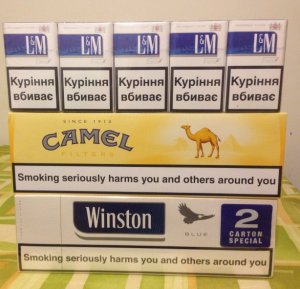 L&M L&M L&M L&M L&M
Куріння Куріння Куріння Куріння Куріння
вбиває вбиває вбиває вбиває вбиває
SINCE 1913
CAMEL
FILTERS
Smoking seriously harms you and others around you
Winston
BLUE
2
CARTON
SPECIAL
Smoking seriously harms you and others around you